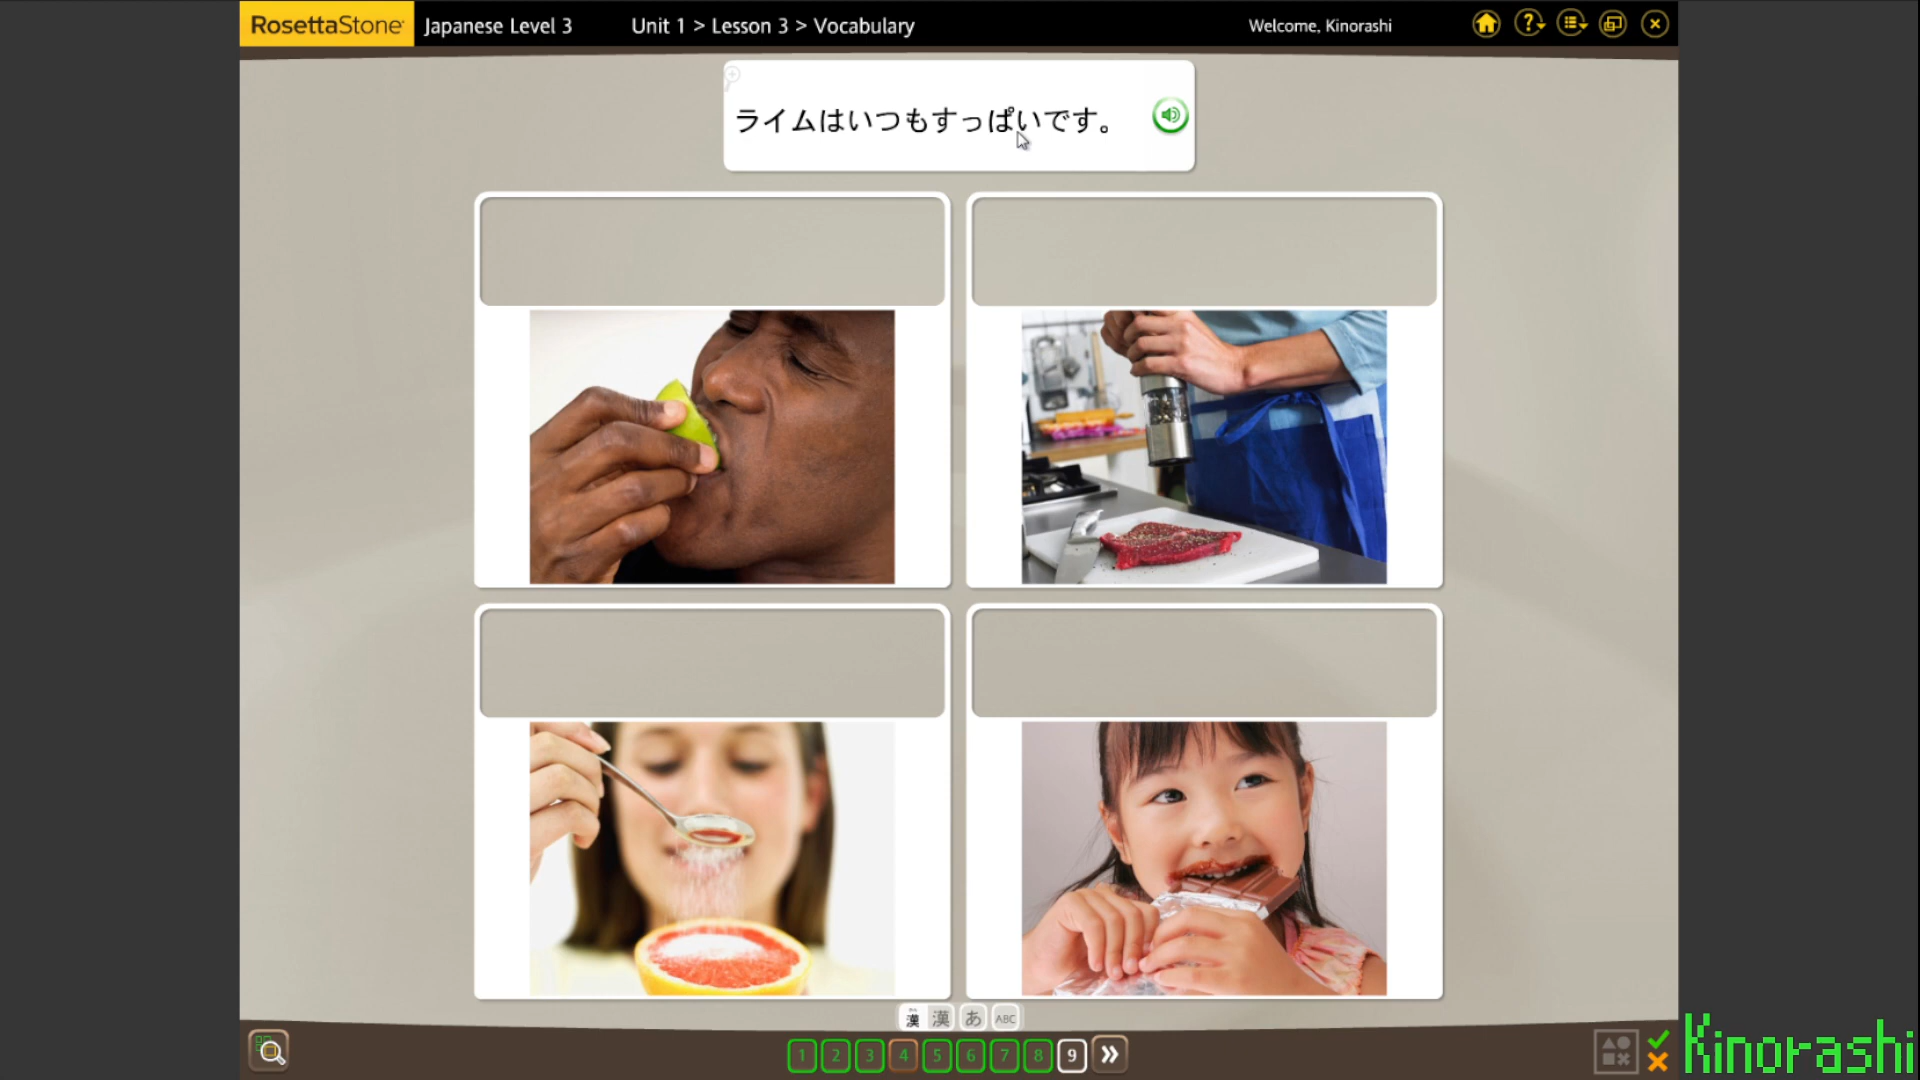 RosettaStone
Japanese Level 3
Unit 1 > Lesson 3 > Vocabulary
Welcome, Kinorashi
?
ライムはいつもすっぱいです。
漢 漢 あ ABC
1 2 3 4 5 6 7 8 9 »
Kinorashi